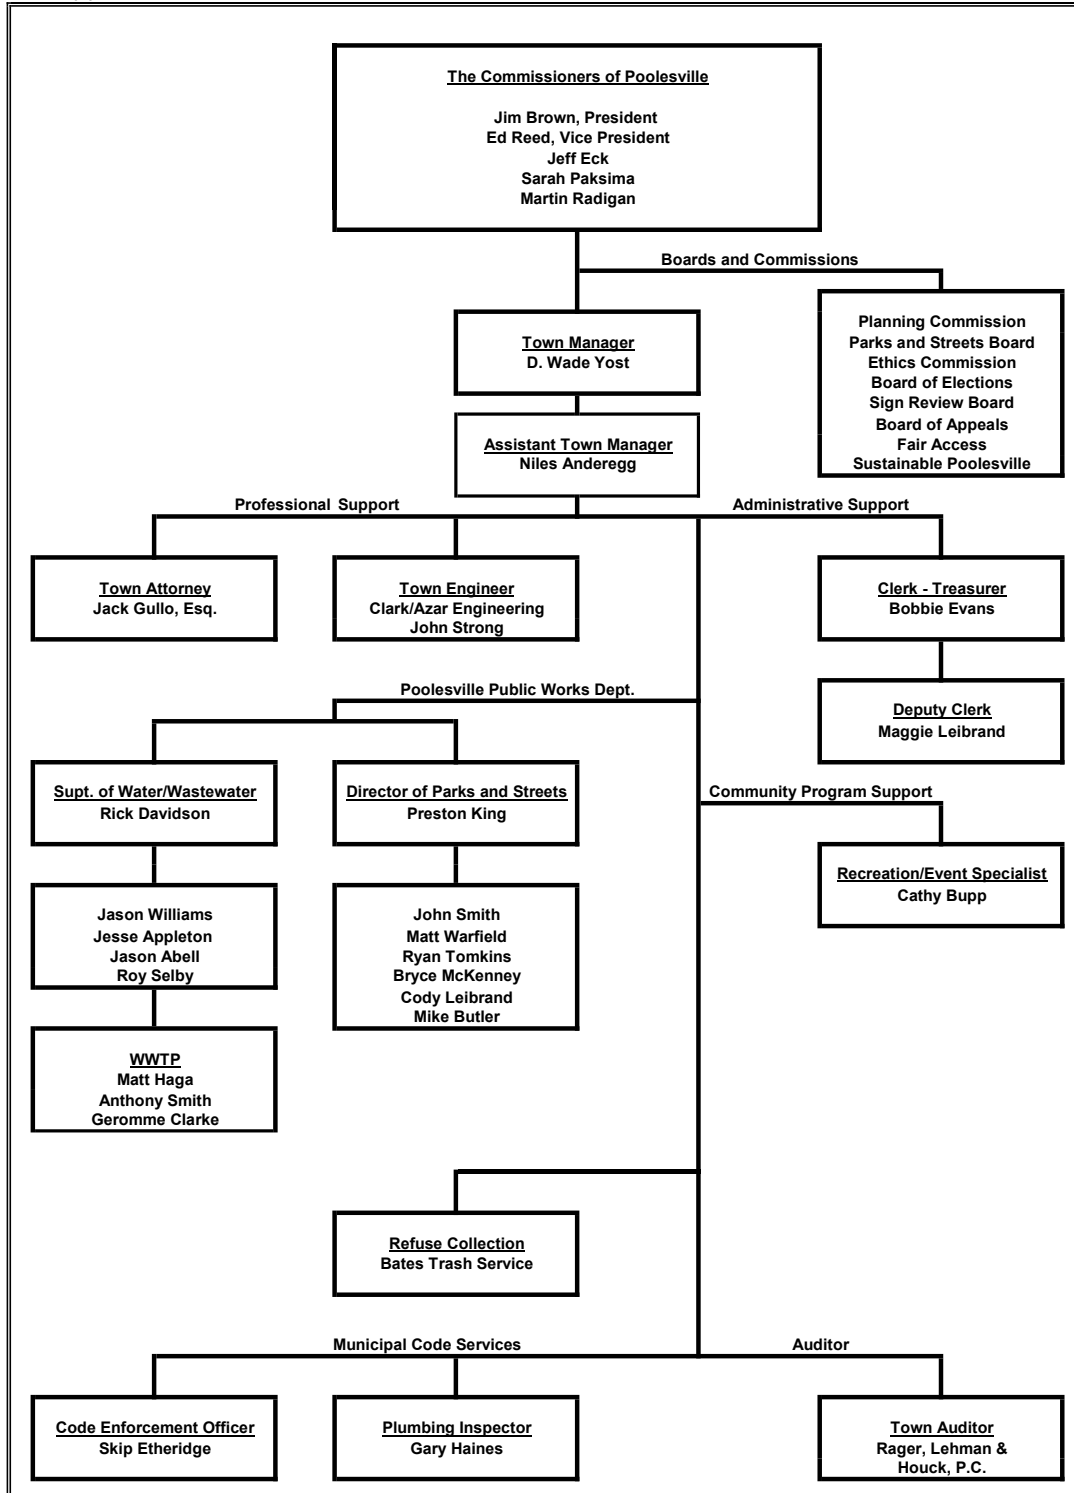 The Commissioners of Poolesville
Jim Brown, President
Ed Reed, Vice President
Jeff Eck
Sarah Paksima
Martin Radigan
Boards and Commissions
Planning Commission
Parks and Streets Board
Ethics Commission
Board of Elections
Sign Review Board
Board of Appeals
Fair Access
Sustainable Poolesville
Town Manager
D. Wade Yost
Assistant Town Manager
Niles Anderegg
Professional Support
Administrative Support
Town Attorney
Jack Gullo, Esq.
Town Engineer
Clark/Azar Engineering
John Strong
Clerk - Treasurer
Bobbie Evans
Deputy Clerk
Maggie Leibrand
Poolesville Public Works Dept.
Supt. of Water/Wastewater
Rick Davidson
Director of Parks and Streets
Preston King
Community Program Support
Recreation/Event Specialist
Cathy Bupp
Jason Williams
Jesse Appleton
Jason Abell
Roy Selby
John Smith
Matt Warfield
Ryan Tomkins
Bryce McKenney
Cody Leibrand
Mike Butler
WWTP
Matt Haga
Anthony Smith
Geromme Clarke
Refuse Collection
Bates Trash Service
Municipal Code Services
Auditor
Code Enforcement Officer
Skip Etheridge
Plumbing Inspector
Gary Haines
Town Auditor
Rager, Lehman &
Houck, P.C.